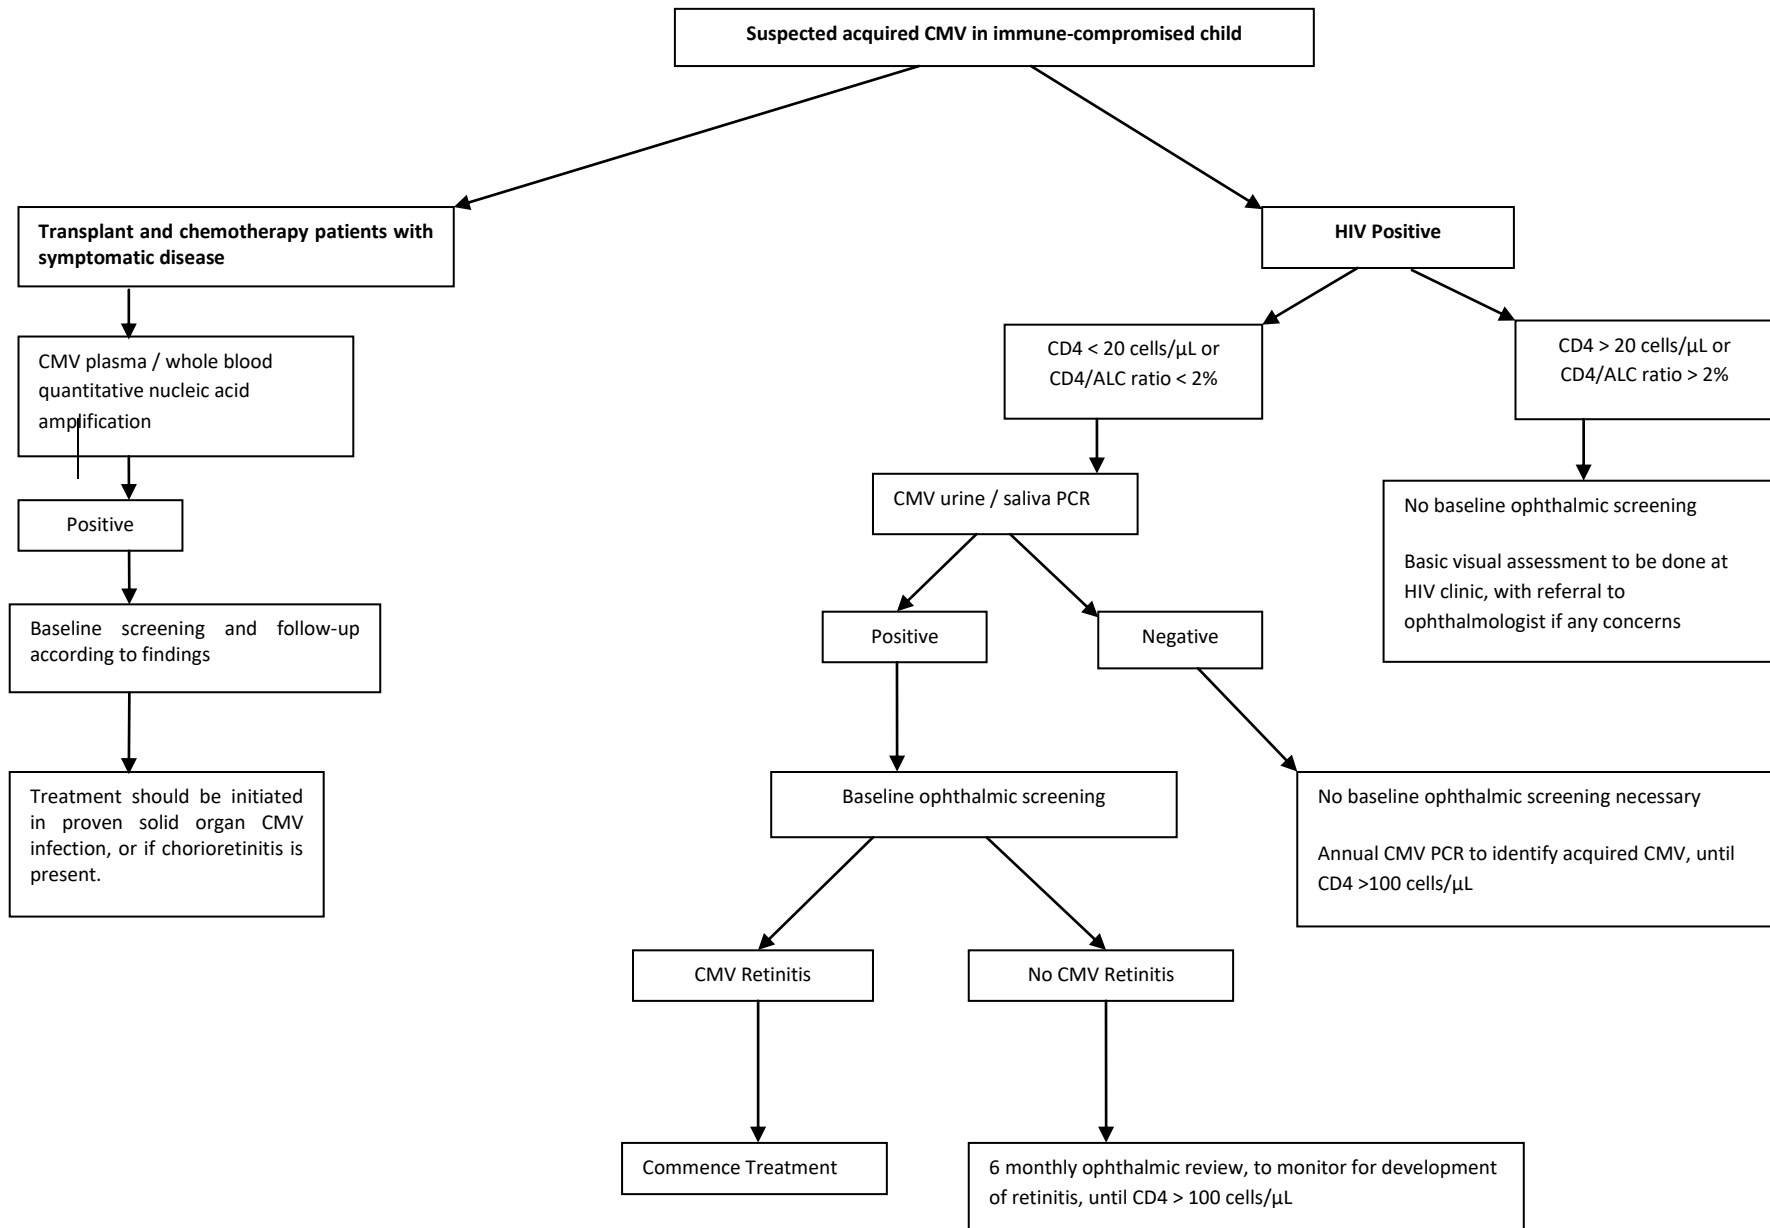 Suspected acquired CMV in immune-compromised child
Transplant and chemotherapy patients with
symptomatic disease
HIV Positive
CMV plasma / whole blood
quantitative nucleic acid
amplification
CD4 < 20 cells/µL or
CD4/ALC ratio < 2%
CD4 > 20 cells/µL or
CD4/ALC ratio > 2%
Positive
CMV urine / saliva PCR
No baseline ophthalmic screening
Basic visual assessment to be done at
HIV clinic, with referral to
ophthalmologist if any concerns
Baseline screening and follow-up
according to findings
Positive
Negative
Treatment should be initiated
in proven solid organ CMV
infection, or if chorioretinitis is
present.
Baseline ophthalmic screening
No baseline ophthalmic screening necessary
Annual CMV PCR to identify acquired CMV, until
CD4 >100 cells/µL
CMV Retinitis
No CMV Retinitis
Commence Treatment
6 monthly ophthalmic review, to monitor for development
of retinitis, until CD4 > 100 cells/µL